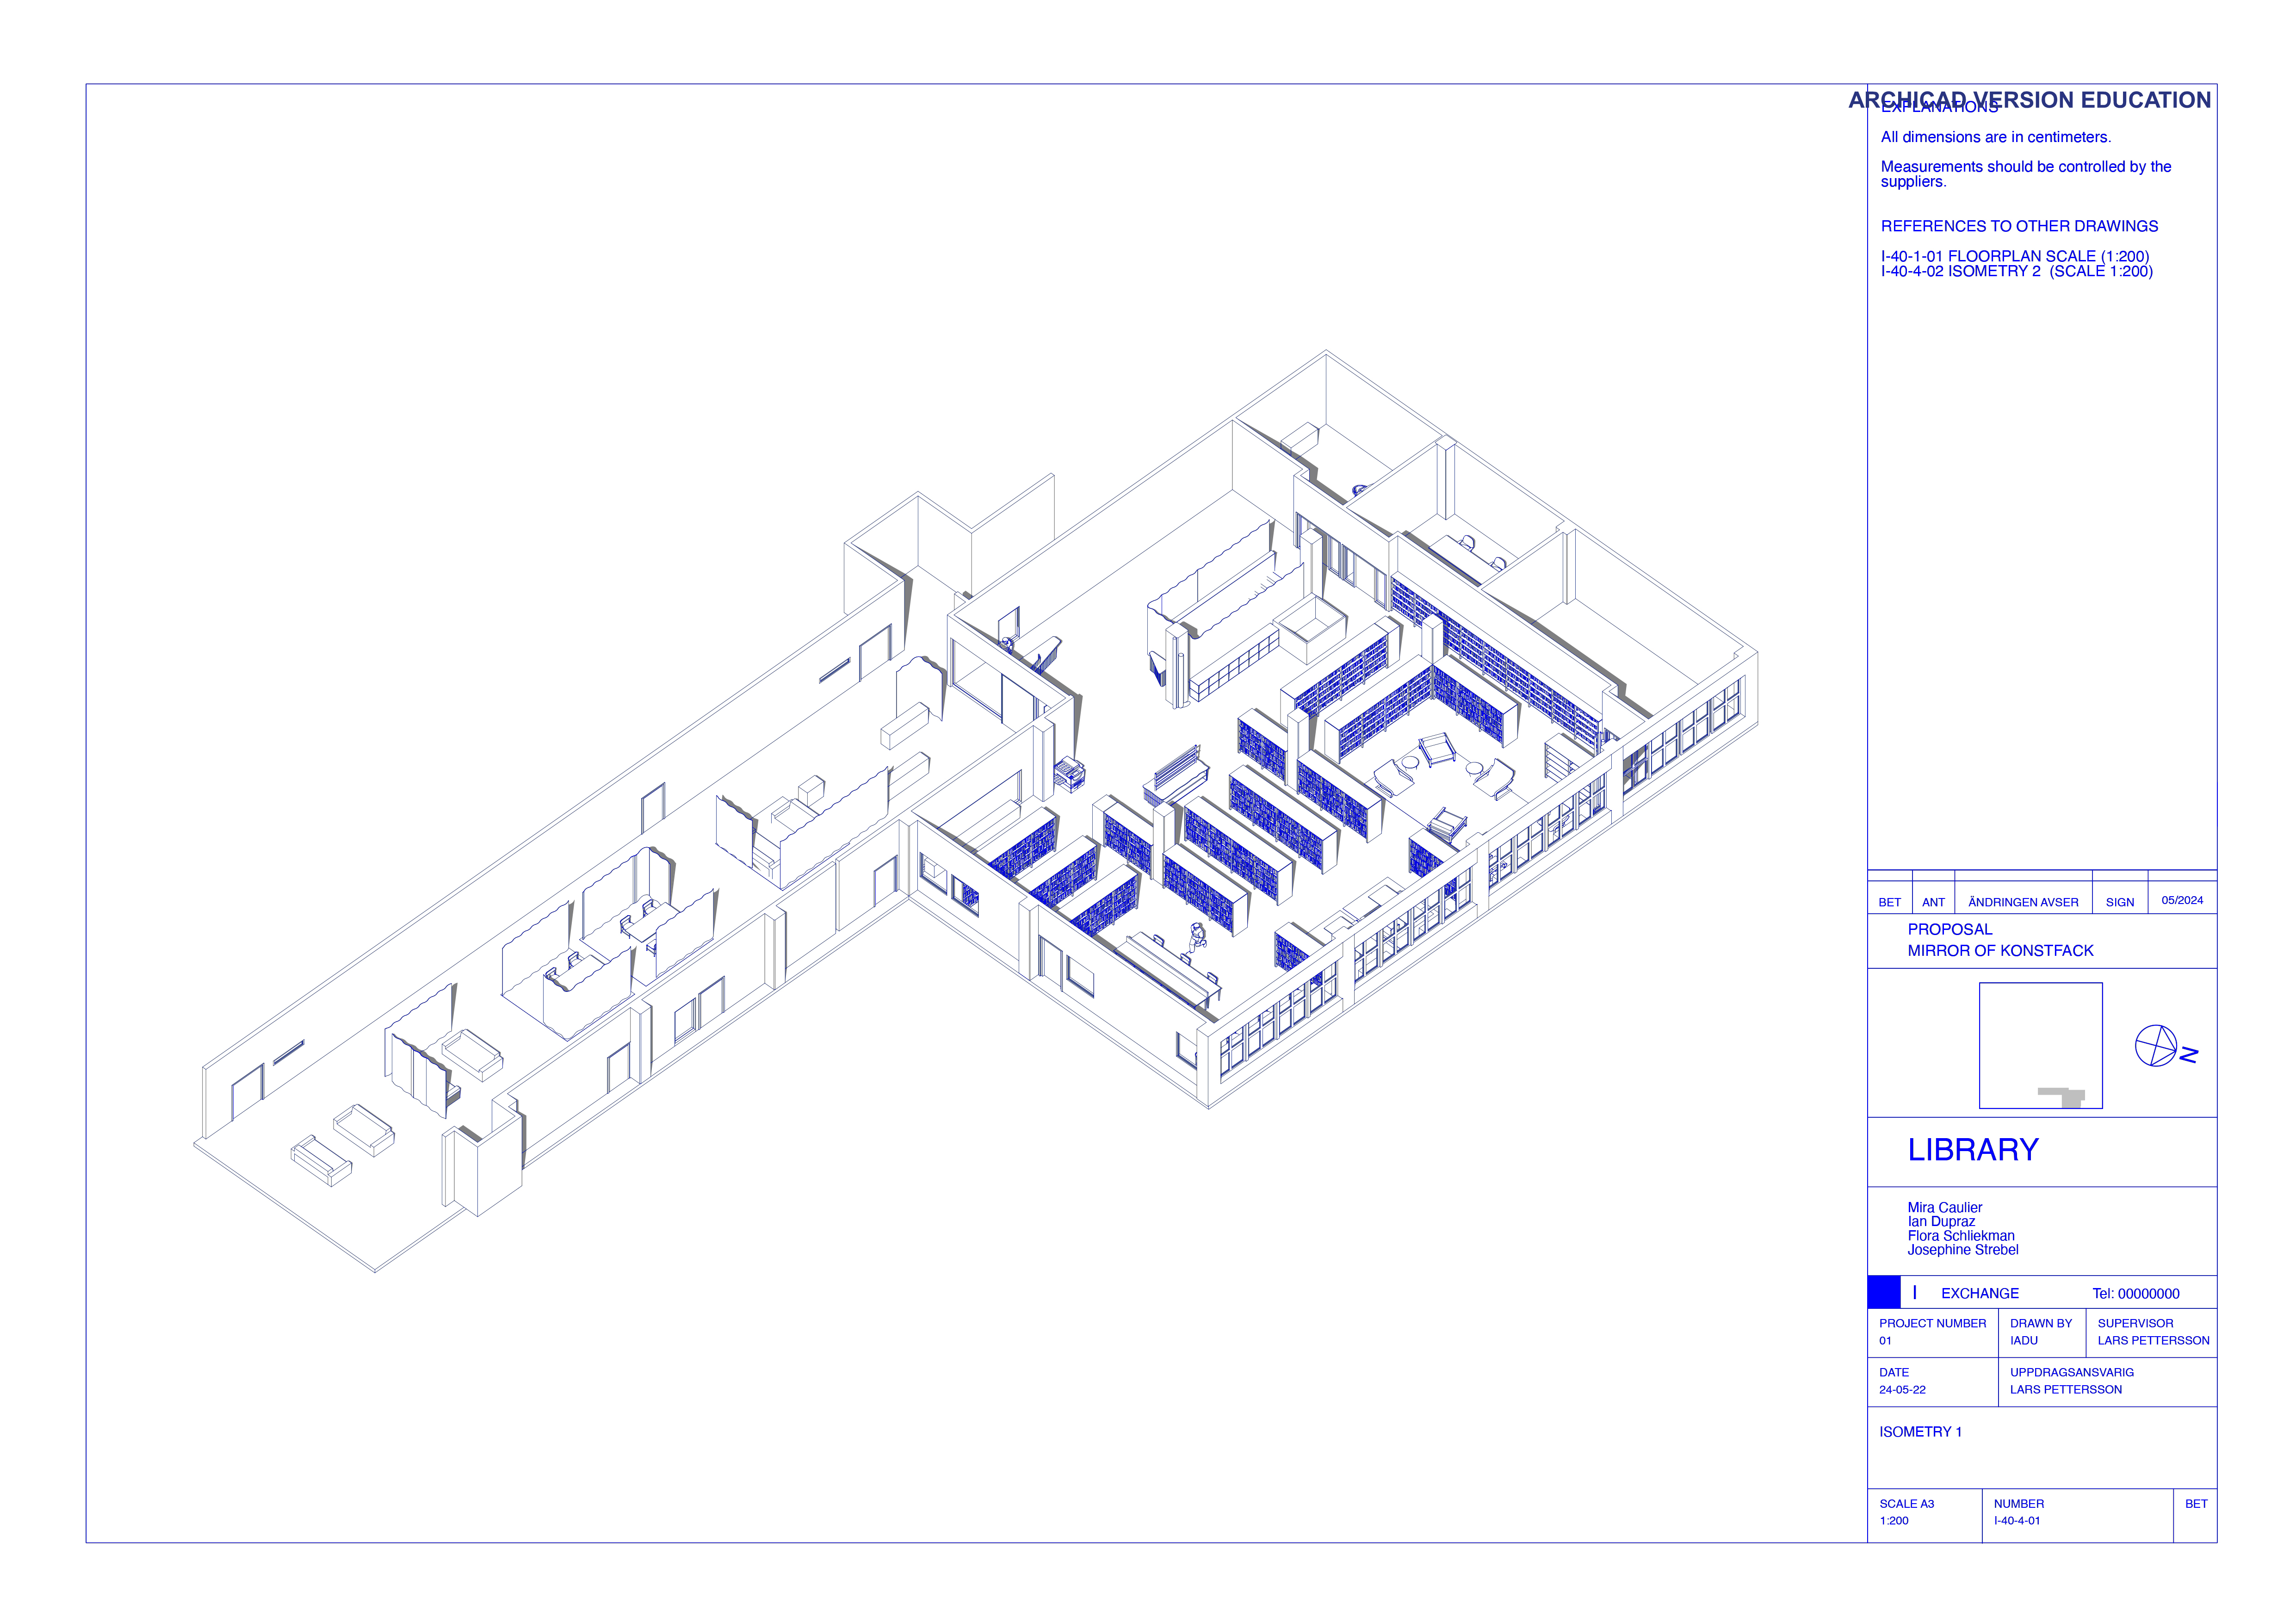 ARCHICAD VERSION EDUCATION
EXPLANATIONS
All dimensions are in centimeters.
Measurements should be controlled by the
suppliers.
REFERENCES TO OTHER DRAWINGS
I-40-1-01 FLOORPLAN SCALE (1:200)
I-40-4-02 ISOMETRY 2 (SCALE 1:200)
BET ANT ÄNDRINGEN AVSER SIGN 05/2024
PROPOSAL
MIRROR OF KONSTFACK
N
LIBRARY
Mira Caulier
Ian Dupraz
Flora Schliekman
Josephine Strebel
I EXCHANGE Tel: 00000000
PROJECT NUMBER DRAWN BY SUPERVISOR
01 IADU LARS PETTERSSON
DATE UPPDRAGSANSVARIG
24-05-22 LARS PETTERSSON
ISOMETRY 1
SCALE A3 NUMBER BET
1:200 I-40-4-01